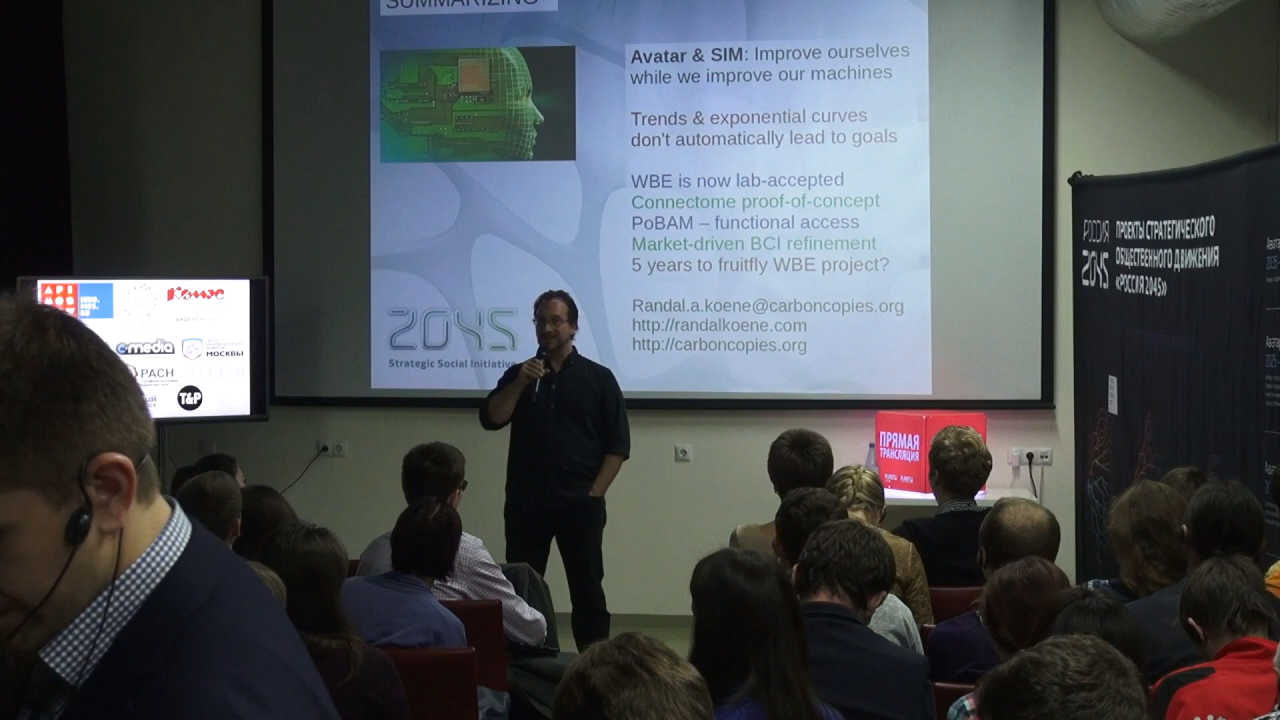 SUMMARIZING
Avatar & SIM: Improve ourselves
while we improve our machines
Trends & exponential curves
don't automatically lead to goals
WBE is now lab-accepted
Connectome proof-of-concept
PoBAM – functional access
Market-driven BCI refinement
5 years to fruitfly WBE project?
Randal.a.koene@carboncopies.org
http://randalkoene.com
http://carboncopies.org
2045
Strategic Social Initiative
Комус
cmedia
МОСКВЫ
РАСН
T&P
ПРЯМАЯ
ТРАНСЛЯЦИЯ
РОССИЯ
2045
ПРОЕКТЫ СТРАТЕГИЧЕСКОГО
ОБЩЕСТВЕННОГО ДВИЖЕНИЯ
«РОССИЯ 2045»